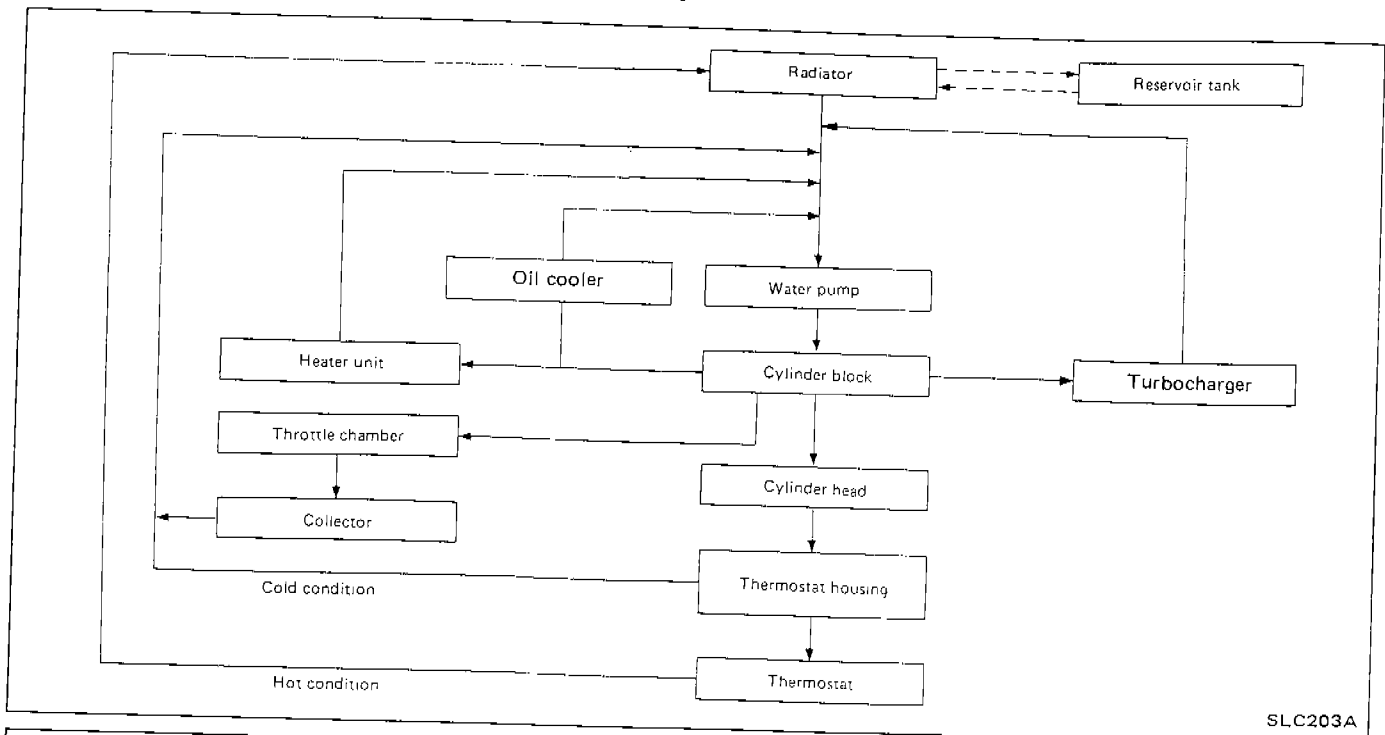 Radiator
Reservoir tank
Oil cooler
Water pump
Heater unit
Cylinder block
Turbocharger
Throttle chamber
Cylinder head
Collector
Cold condition
Thermostat housing
Hot condition
Thermostat
SLC203A